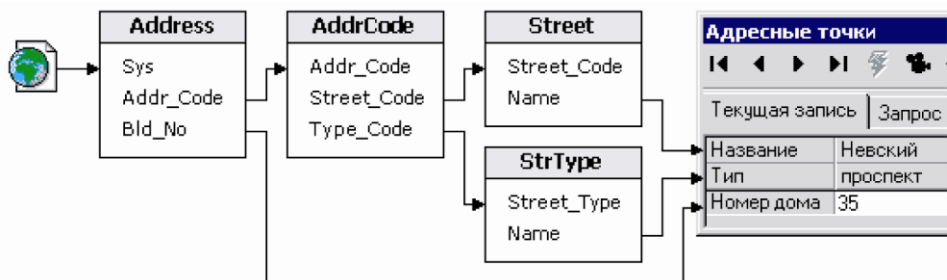 Address
Sys
Addr_Code
Bld_No
AddrCode
Addr_Code
Street_Code
Type_Code
Street
Street_Code
Name
StrType
Street_Type
Name
Адресные точки
Текущая запись Запрос
Название Невский
Тип проспект
Номер дома 35